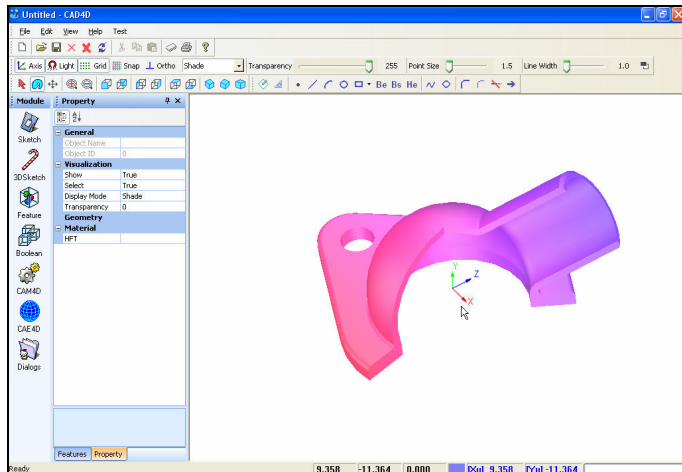 Untitled - CAD4D
File Edit View Help Test
Axis Light Grid Snap Ortho Shade Transparency 255 Point Size 1.5 Line Width 1.0
Be Bs He
Module Property
General
Object Name
Object ID 0
Visualization
Show True
Select True
Display Mode Shade
Transparency 0
Geometry
Material
HFT
Sketch
3DSketch
Feature
Boolean
CAM4D
CAE4D
Dialogs
Y
Z
X
Features Property
Ready 9.358 -11.364 0.000 [Xu] 9.358 [Yu] -11.364